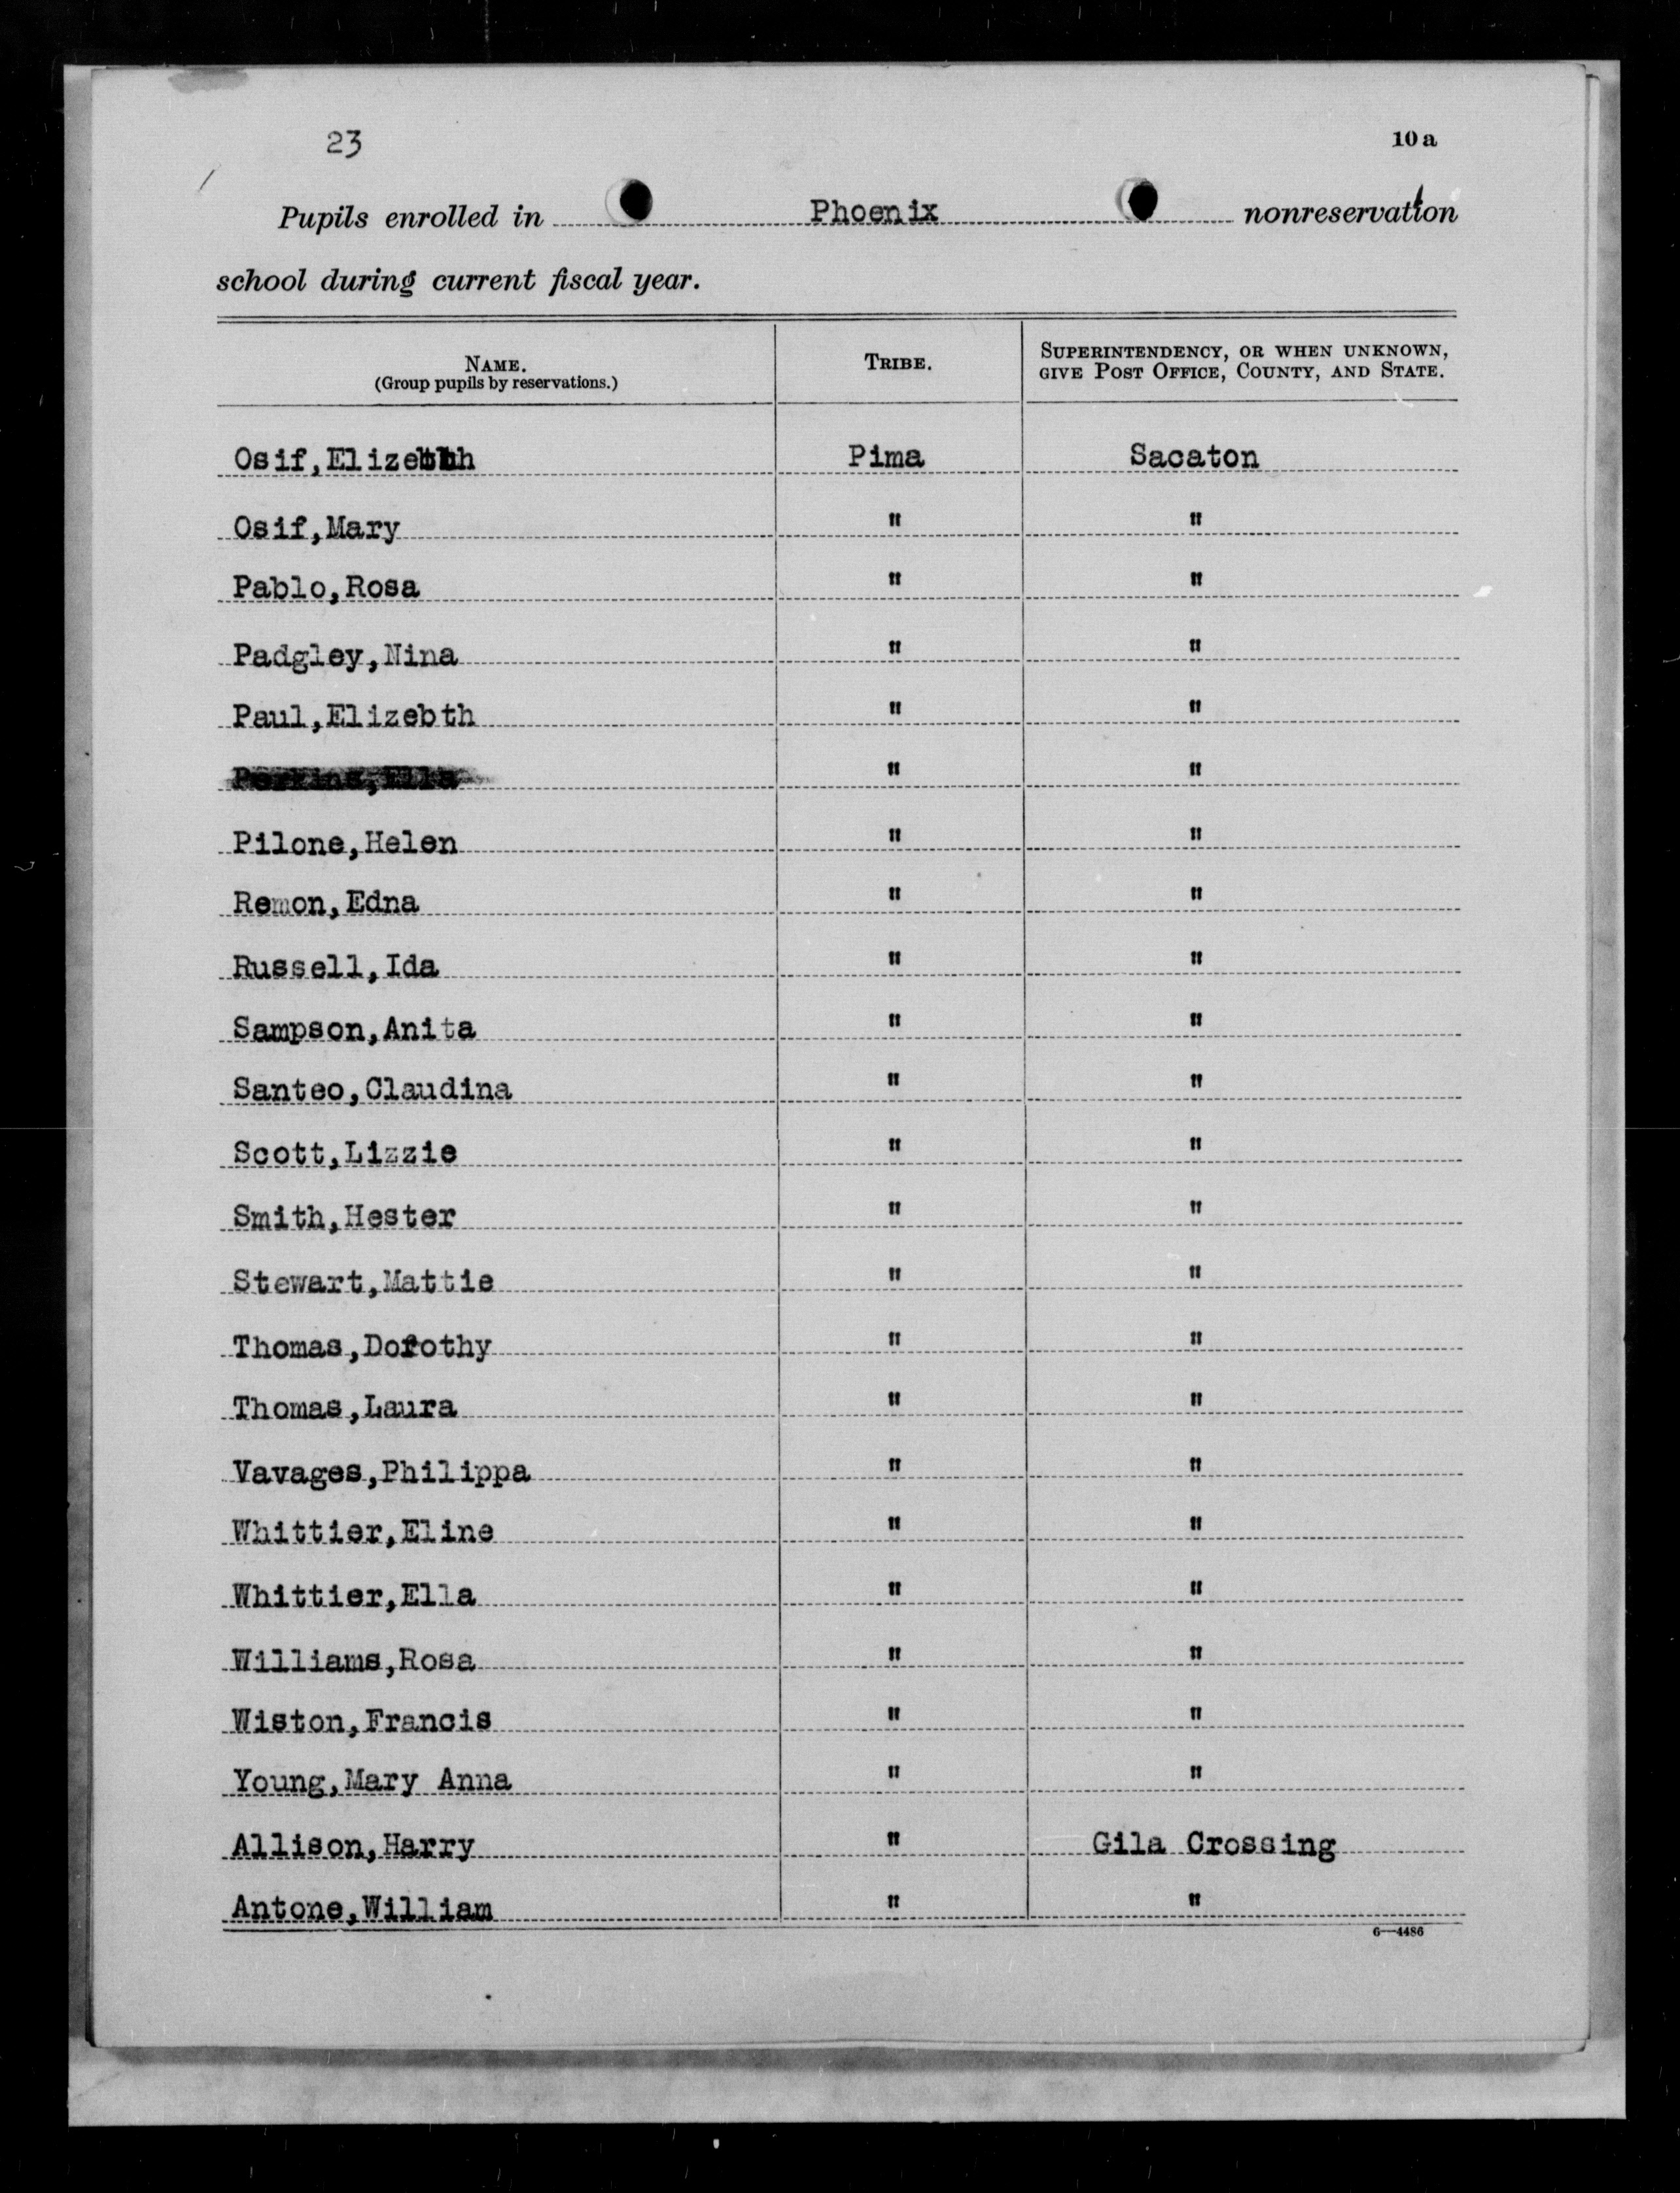 23
10 a
Pupils enrolled in Phoenix nonreservation
school during current fiscal year.
NAME.
(Group pupils by reservations.)
TRIBE.
SUPERINTENDENCY, OR WHEN UNKNOWN,
GIVE POST OFFICE, COUNTY, AND STATE.
Osif,Elizebth Pima Sacaton
Osif,Mary " "
Pablo,Rosa " "
Padgley,Nina " "
Paul,Elizebth " "
Perkins,Ella " "
Pilone,Helen " "
Remon,Edna " "
Russell,Ida " "
Sampson,Anita " "
Santeo,Claudina " "
Scott,Lizzie " "
Smith,Hester " "
Stewart,Mattie " "
Thomas,Dorothy " "
Thomas,Laura " "
Vavages,Philippa " "
Whittier,Eline " "
Whittier,Ella " "
Williams,Rosa " "
Wiston,Francis " "
Young,Mary Anna " "
Allison,Harry " Gila Crossing
Antone,William " "
6—4486